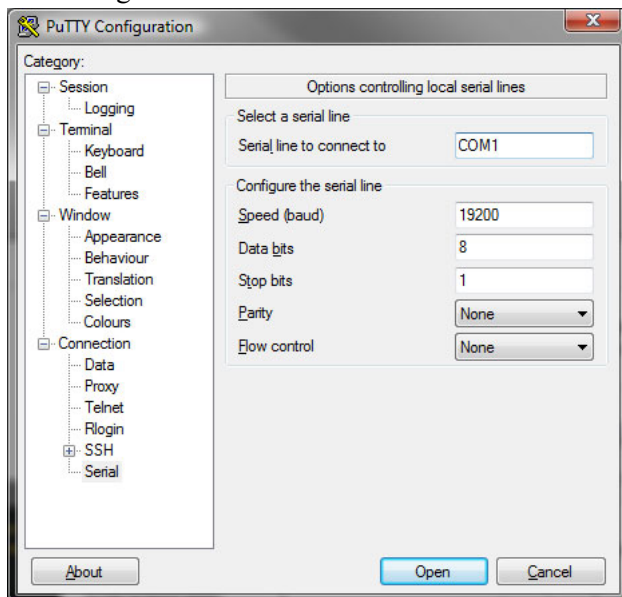 PuTTY Configuration
Category:
Session
Logging
Terminal
Keyboard
Bell
Features
Window
Appearance
Behaviour
Translation
Selection
Colours
Connection
Data
Proxy
Telnet
Rlogin
SSH
Serial
Options controlling local serial lines
Select a serial line
Serial line to connect to COM1
Configure the serial line
Speed (baud) 19200
Data bits 8
Stop bits 1
Parity None
Flow control None
About Open Cancel